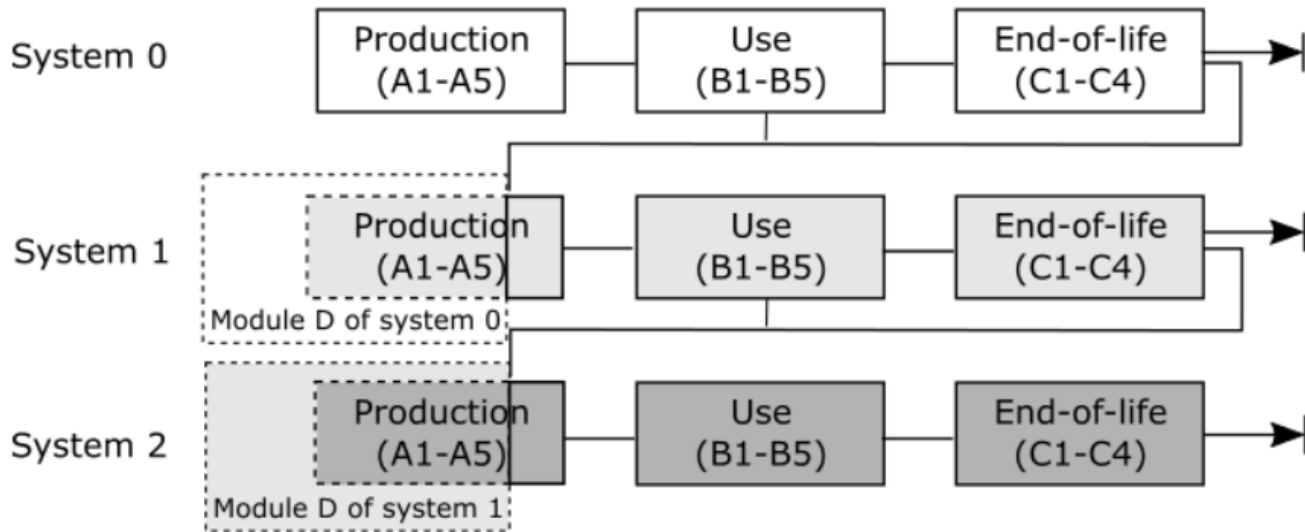 System 0
Production
(A1-A5)
Use
(B1-B5)
End-of-life
(C1-C4)
System 1
Production
(A1-A5)
Use
(B1-B5)
End-of-life
(C1-C4)
Module D of system 0
System 2
Production
(A1-A5)
Use
(B1-B5)
End-of-life
(C1-C4)
Module D of system 1